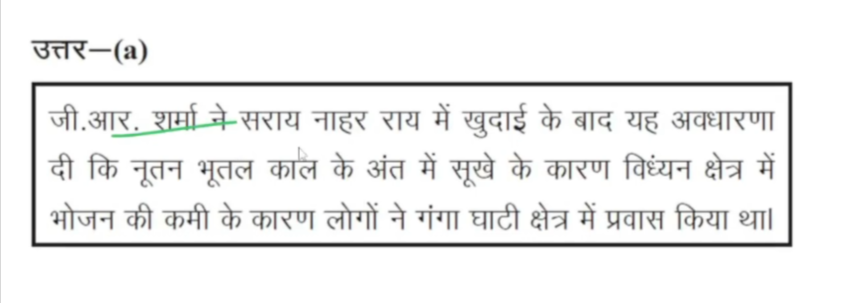 उत्तर–(a)
जी.आर. शर्मा ने सराय नाहर राय में खुदाई के बाद यह अवधारणा
दी कि नूतन भूतल काल के अंत में सूखे के कारण विंध्यन क्षेत्र में
भोजन की कमी के कारण लोगों ने गंगा घाटी क्षेत्र में प्रवास किया था।